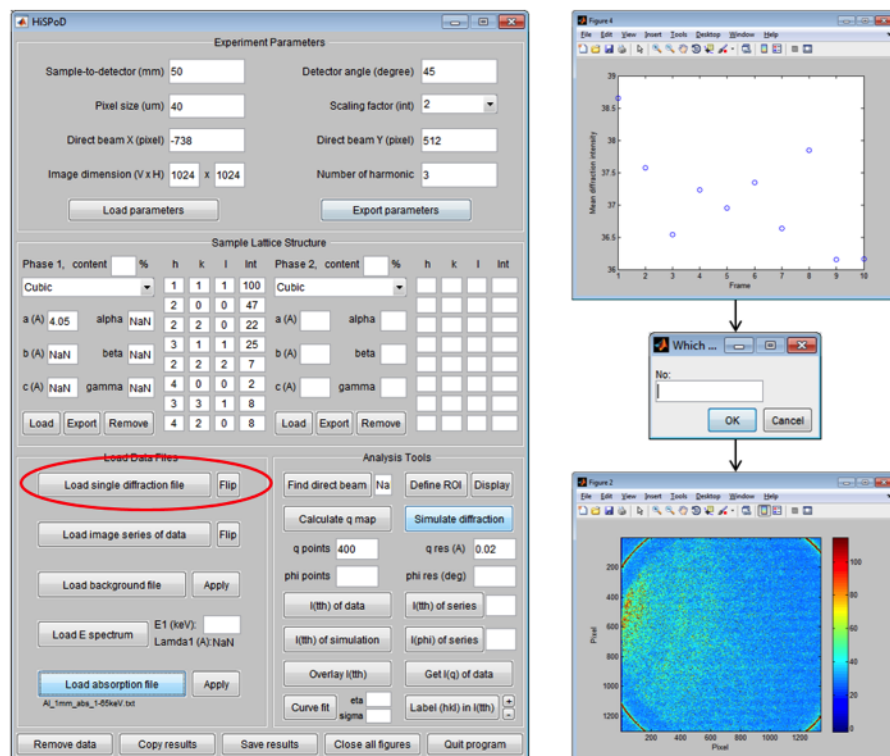 HiSPoD
Experiment Parameters
Sample-to-detector (mm) 50 Detector angle (degree) 45
Pixel size (um) 40 Scaling factor (int) 2
Direct beam X (pixel) -738 Direct beam Y (pixel) 512
Image dimension (V x H) 1024 x 1024 Number of harmonic 3
Load parameters Export parameters
Sample Lattice Structure
Phase 1, content % h k l Int Phase 2, content % h k l Int
Cubic 1 1 1 100 Cubic
2 0 0 47
a (A) 4.05 alpha NaN 2 2 0 22 a (A) alpha
3 1 1 25
b (A) NaN beta NaN 2 2 2 7 b (A) beta
c (A) NaN gamma NaN 4 0 0 2 c (A) gamma
3 3 1 8
Load Export Remove 4 2 0 8 Load Export Remove
Load Data Files Analysis Tools
Load single diffraction file Flip Find direct beam Na Define ROI Display
Calculate q map Simulate diffraction
Load image series of data Flip
q points 400 q res (A) 0.02
phi points phi res (deg)
Load background file Apply
I(tth) of data I(tth) of series
Load E spectrum E1 (keV):
Lamda1 (A):NaN
I(tth) of simulation I(phi) of series
Overlay I(tth) Get I(q) of data
Load absorption file Apply
Al_1mm_abs_1-65keV.txt
Curve fit eta sigma Label (hkl) in I(tth) + -
Remove data Copy results Save results Close all figures Quit program
Figure 4
File Edit View Insert Tools Desktop Window Help
39
38.5
38
37.5
37
36.5
36
Mean diffraction intensity
1 2 3 4 5 6 7 8 9 10
Frame
Which ...
No:
OK Cancel
Figure 2
File Edit View Insert Tools Desktop Window Help
200
400
600
800
1000
1200
Pixel
200 400 600 800 1000 1200
Pixel
100
80
60
40
20
0